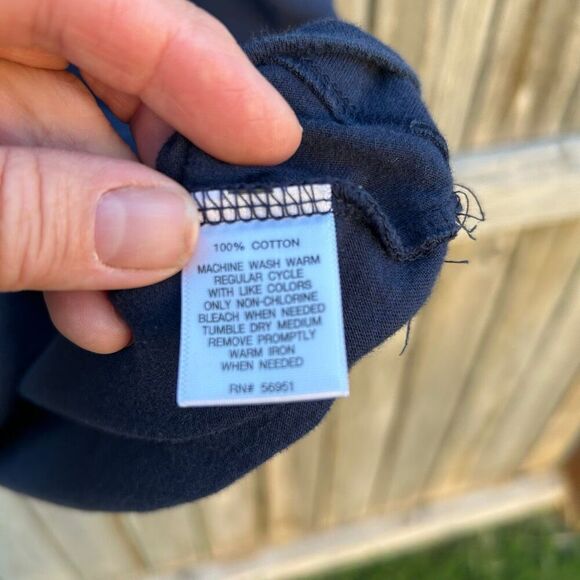 100% COTTON
MACHINE WASH WARM
REGULAR CYCLE
WITH LIKE COLORS
ONLY NON-CHLORINE
BLEACH WHEN NEEDED
TUMBLE DRY MEDIUM
REMOVE PROMPTLY
WARM IRON
WHEN NEEDED
RN# 56951